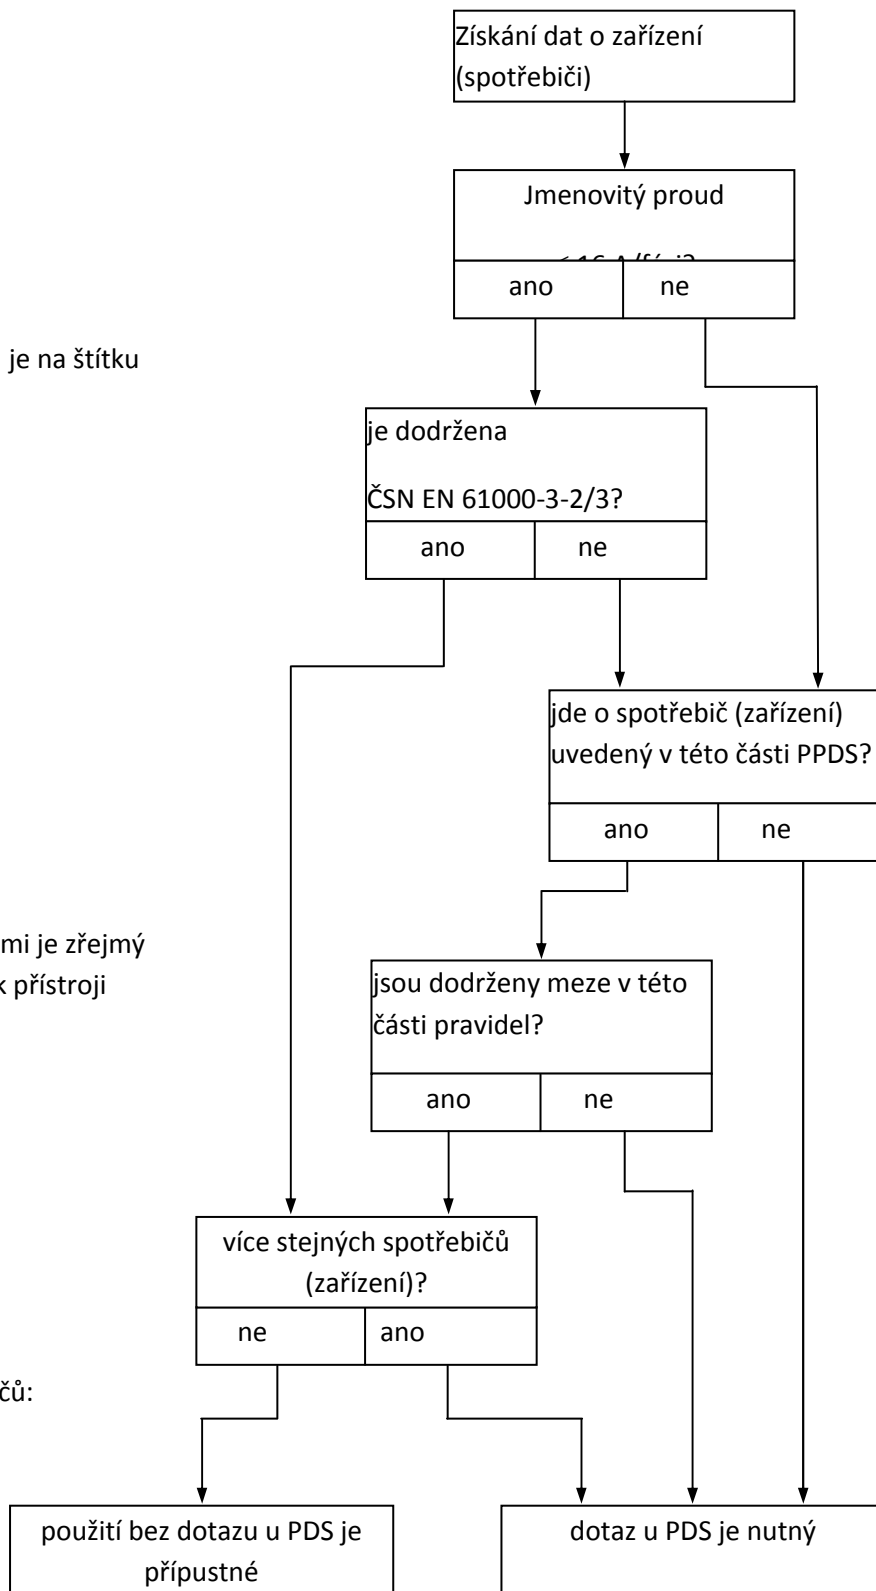 Získání dat o zařízení
(spotřebiči)
Jmenovitý proud
ano
ne
je na štítku
je dodržena
ČSN EN 61000-3-2/3?
ano
ne
jde o spotřebič (zařízení)
uvedený v této části PPDS?
ano
ne
mi je zřejmý
k přístroji
jsou dodrženy meze v této
části pravidel?
ano
ne
více stejných spotřebičů
(zařízení)?
ne
ano
čů:
použití bez dotazu u PDS je
přípustné
dotaz u PDS je nutný